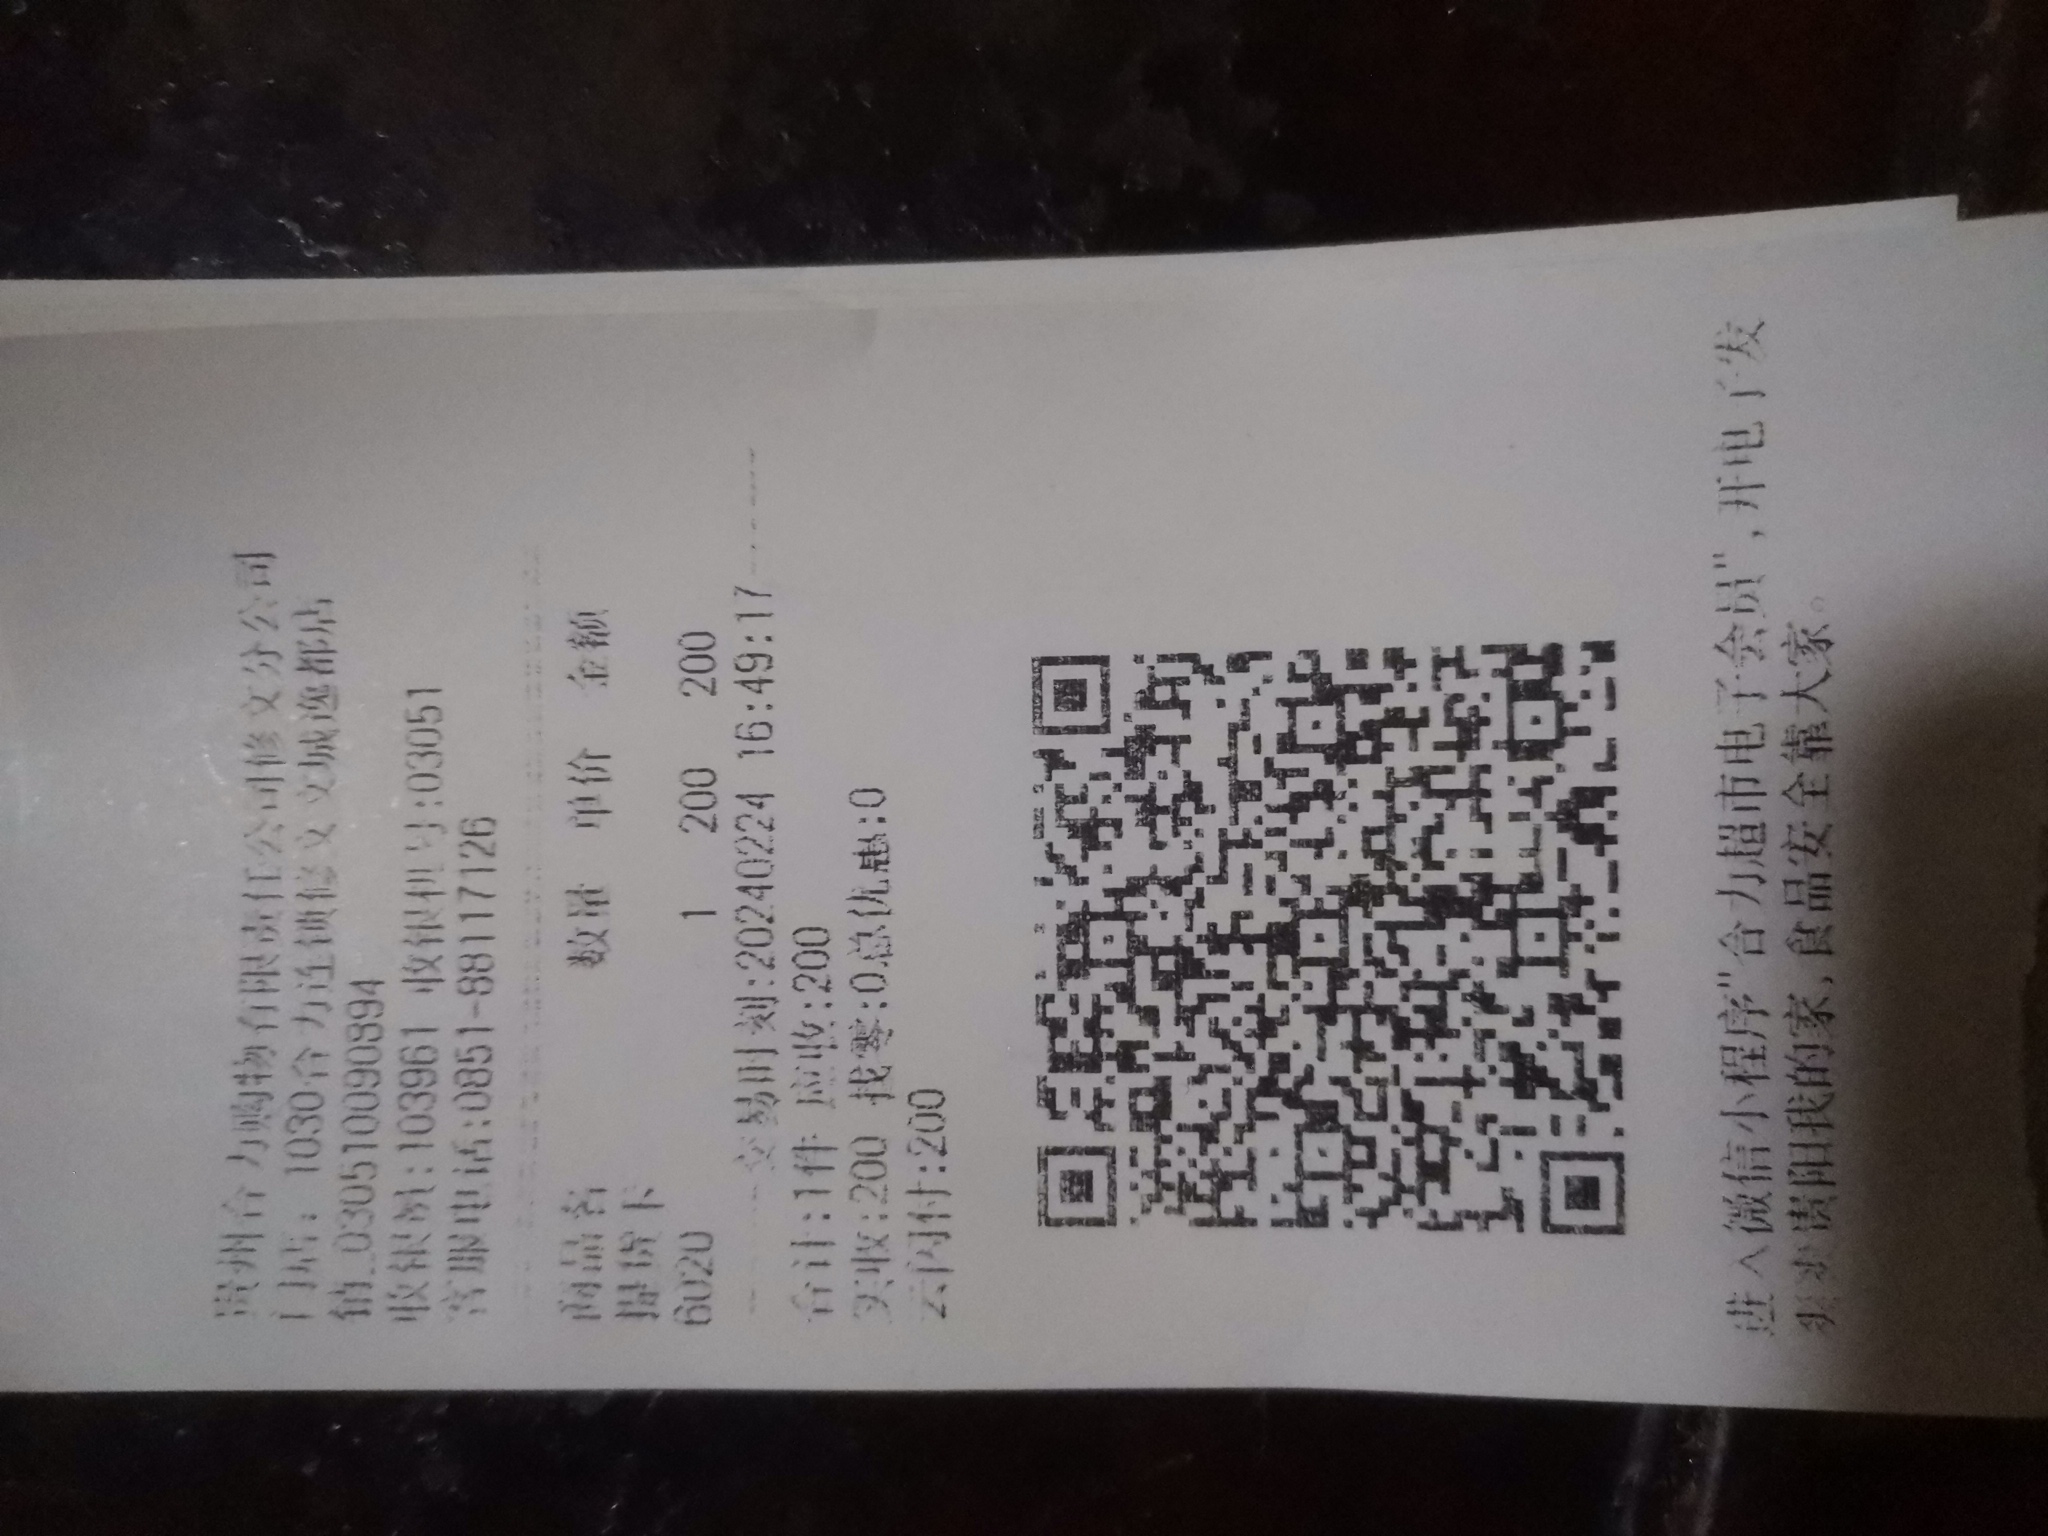 贵州合力购物有限责任公司修文分公司
门店: 1030合力连锁修文文城逸都店
销_030510090894
收银员:103961 收银机号:03051
客服电话:0851-88117126
商品名 数量 单价 金额
提货卡
6020 1 200 200
交易时刻:20240224 16:49:17
合计:1件 应收:200
实收:200 找零:0总优惠:0
云闪付:200
进入微信小程序"合力超市电子会员",开电子发
票贵阳我的家,食品安全靠大家。